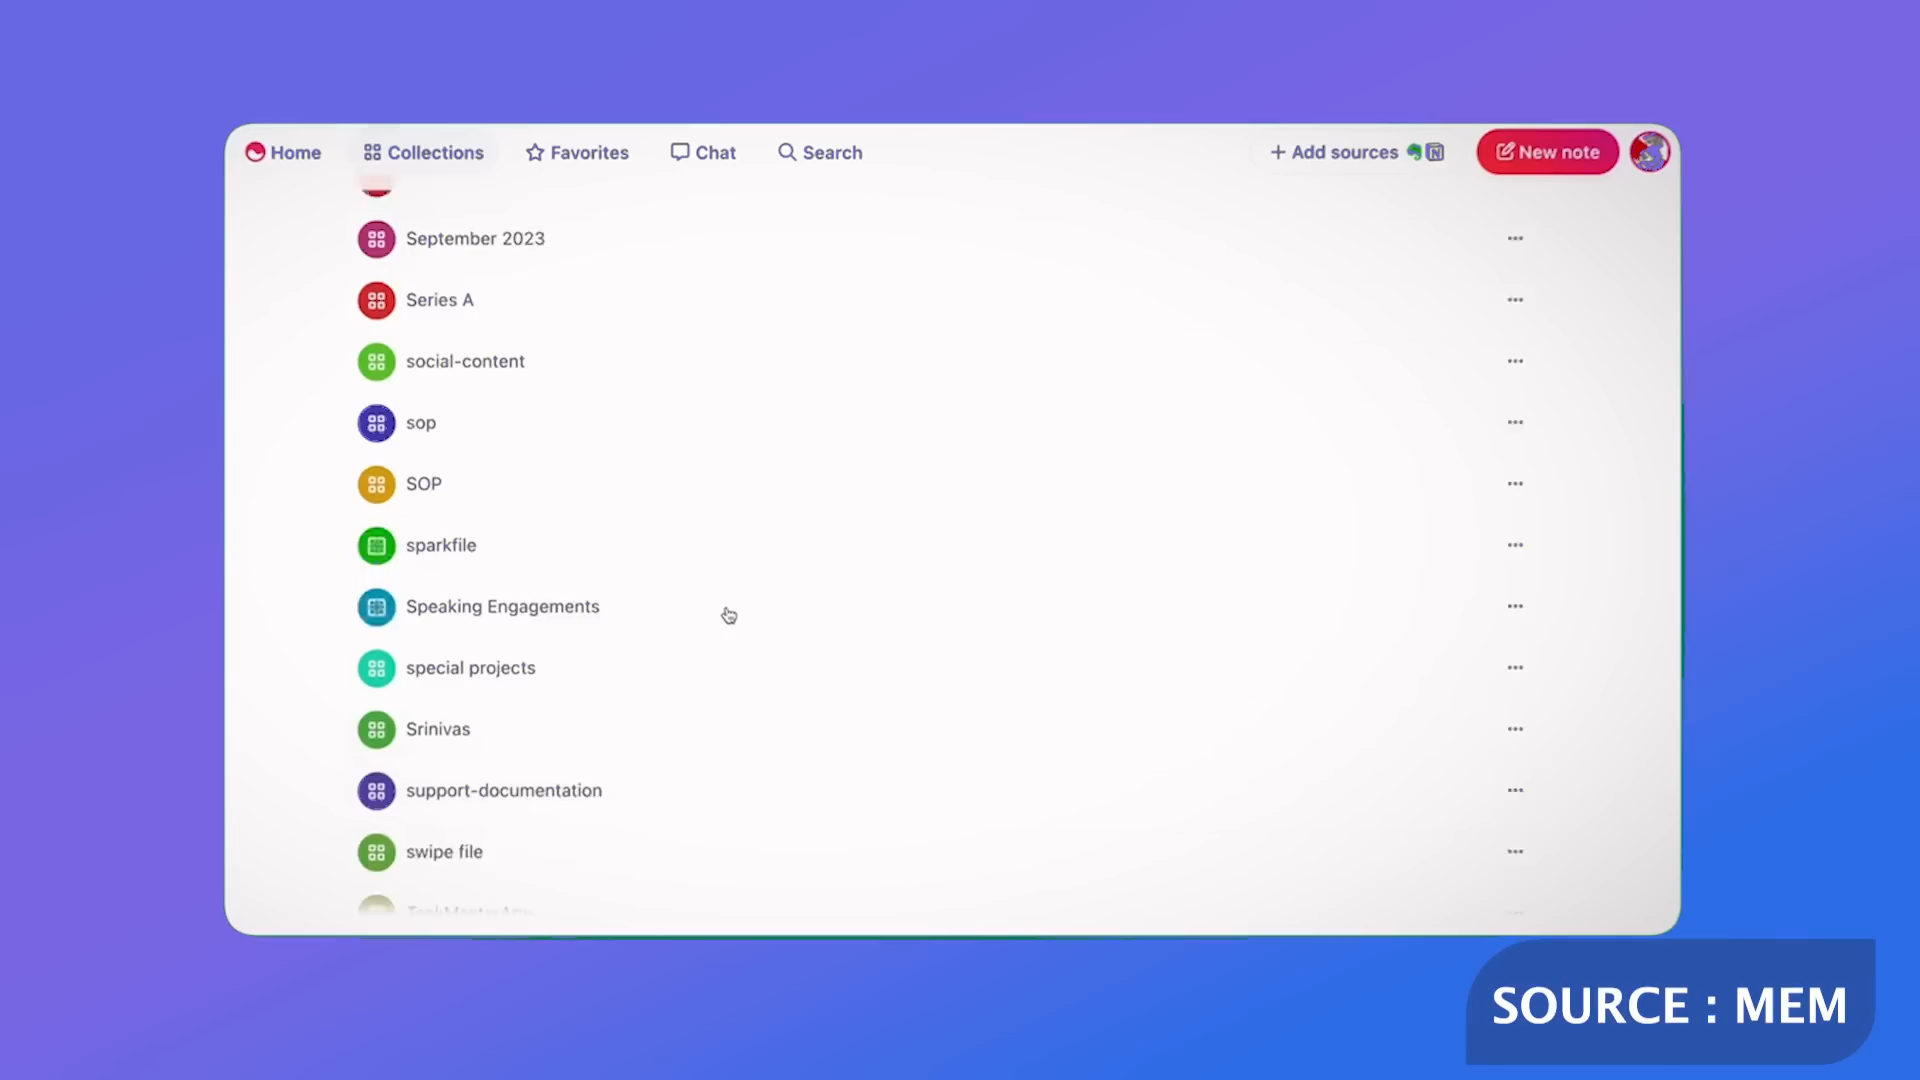 Home Collections Favorites Chat Search + Add sources New note
September 2023
Series A
social-content
sop
SOP
sparkfile
Speaking Engagements
special projects
Srinivas
support-documentation
swipe file
SOURCE : MEM